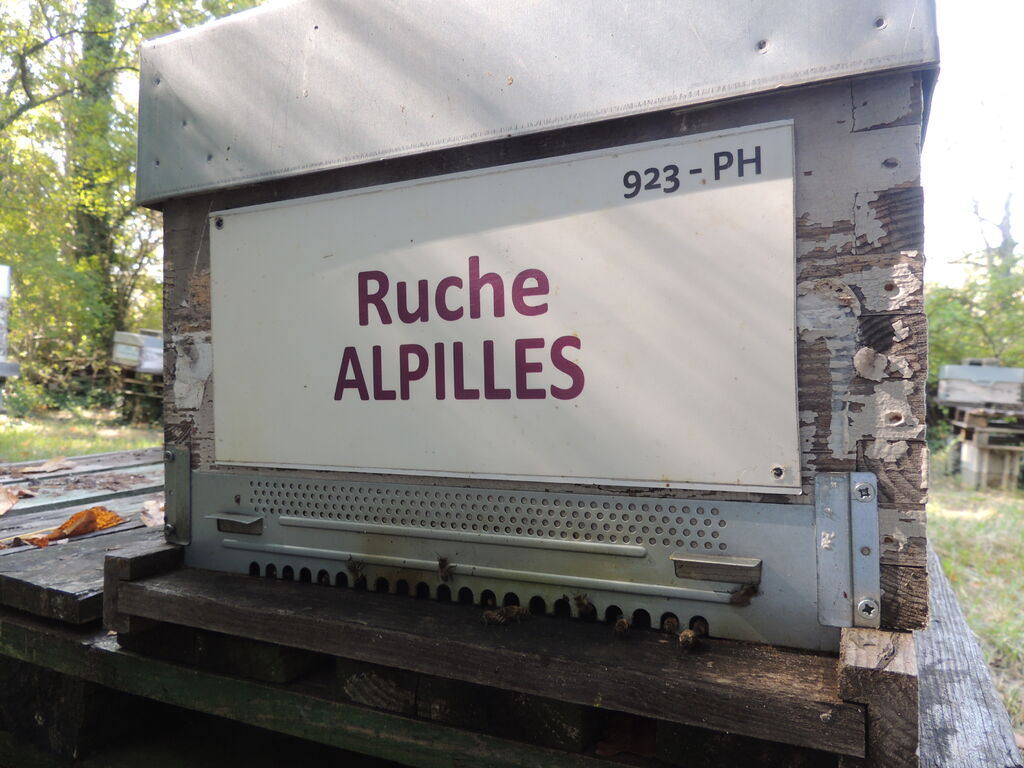 923 - PH
Ruche
ALPILLES